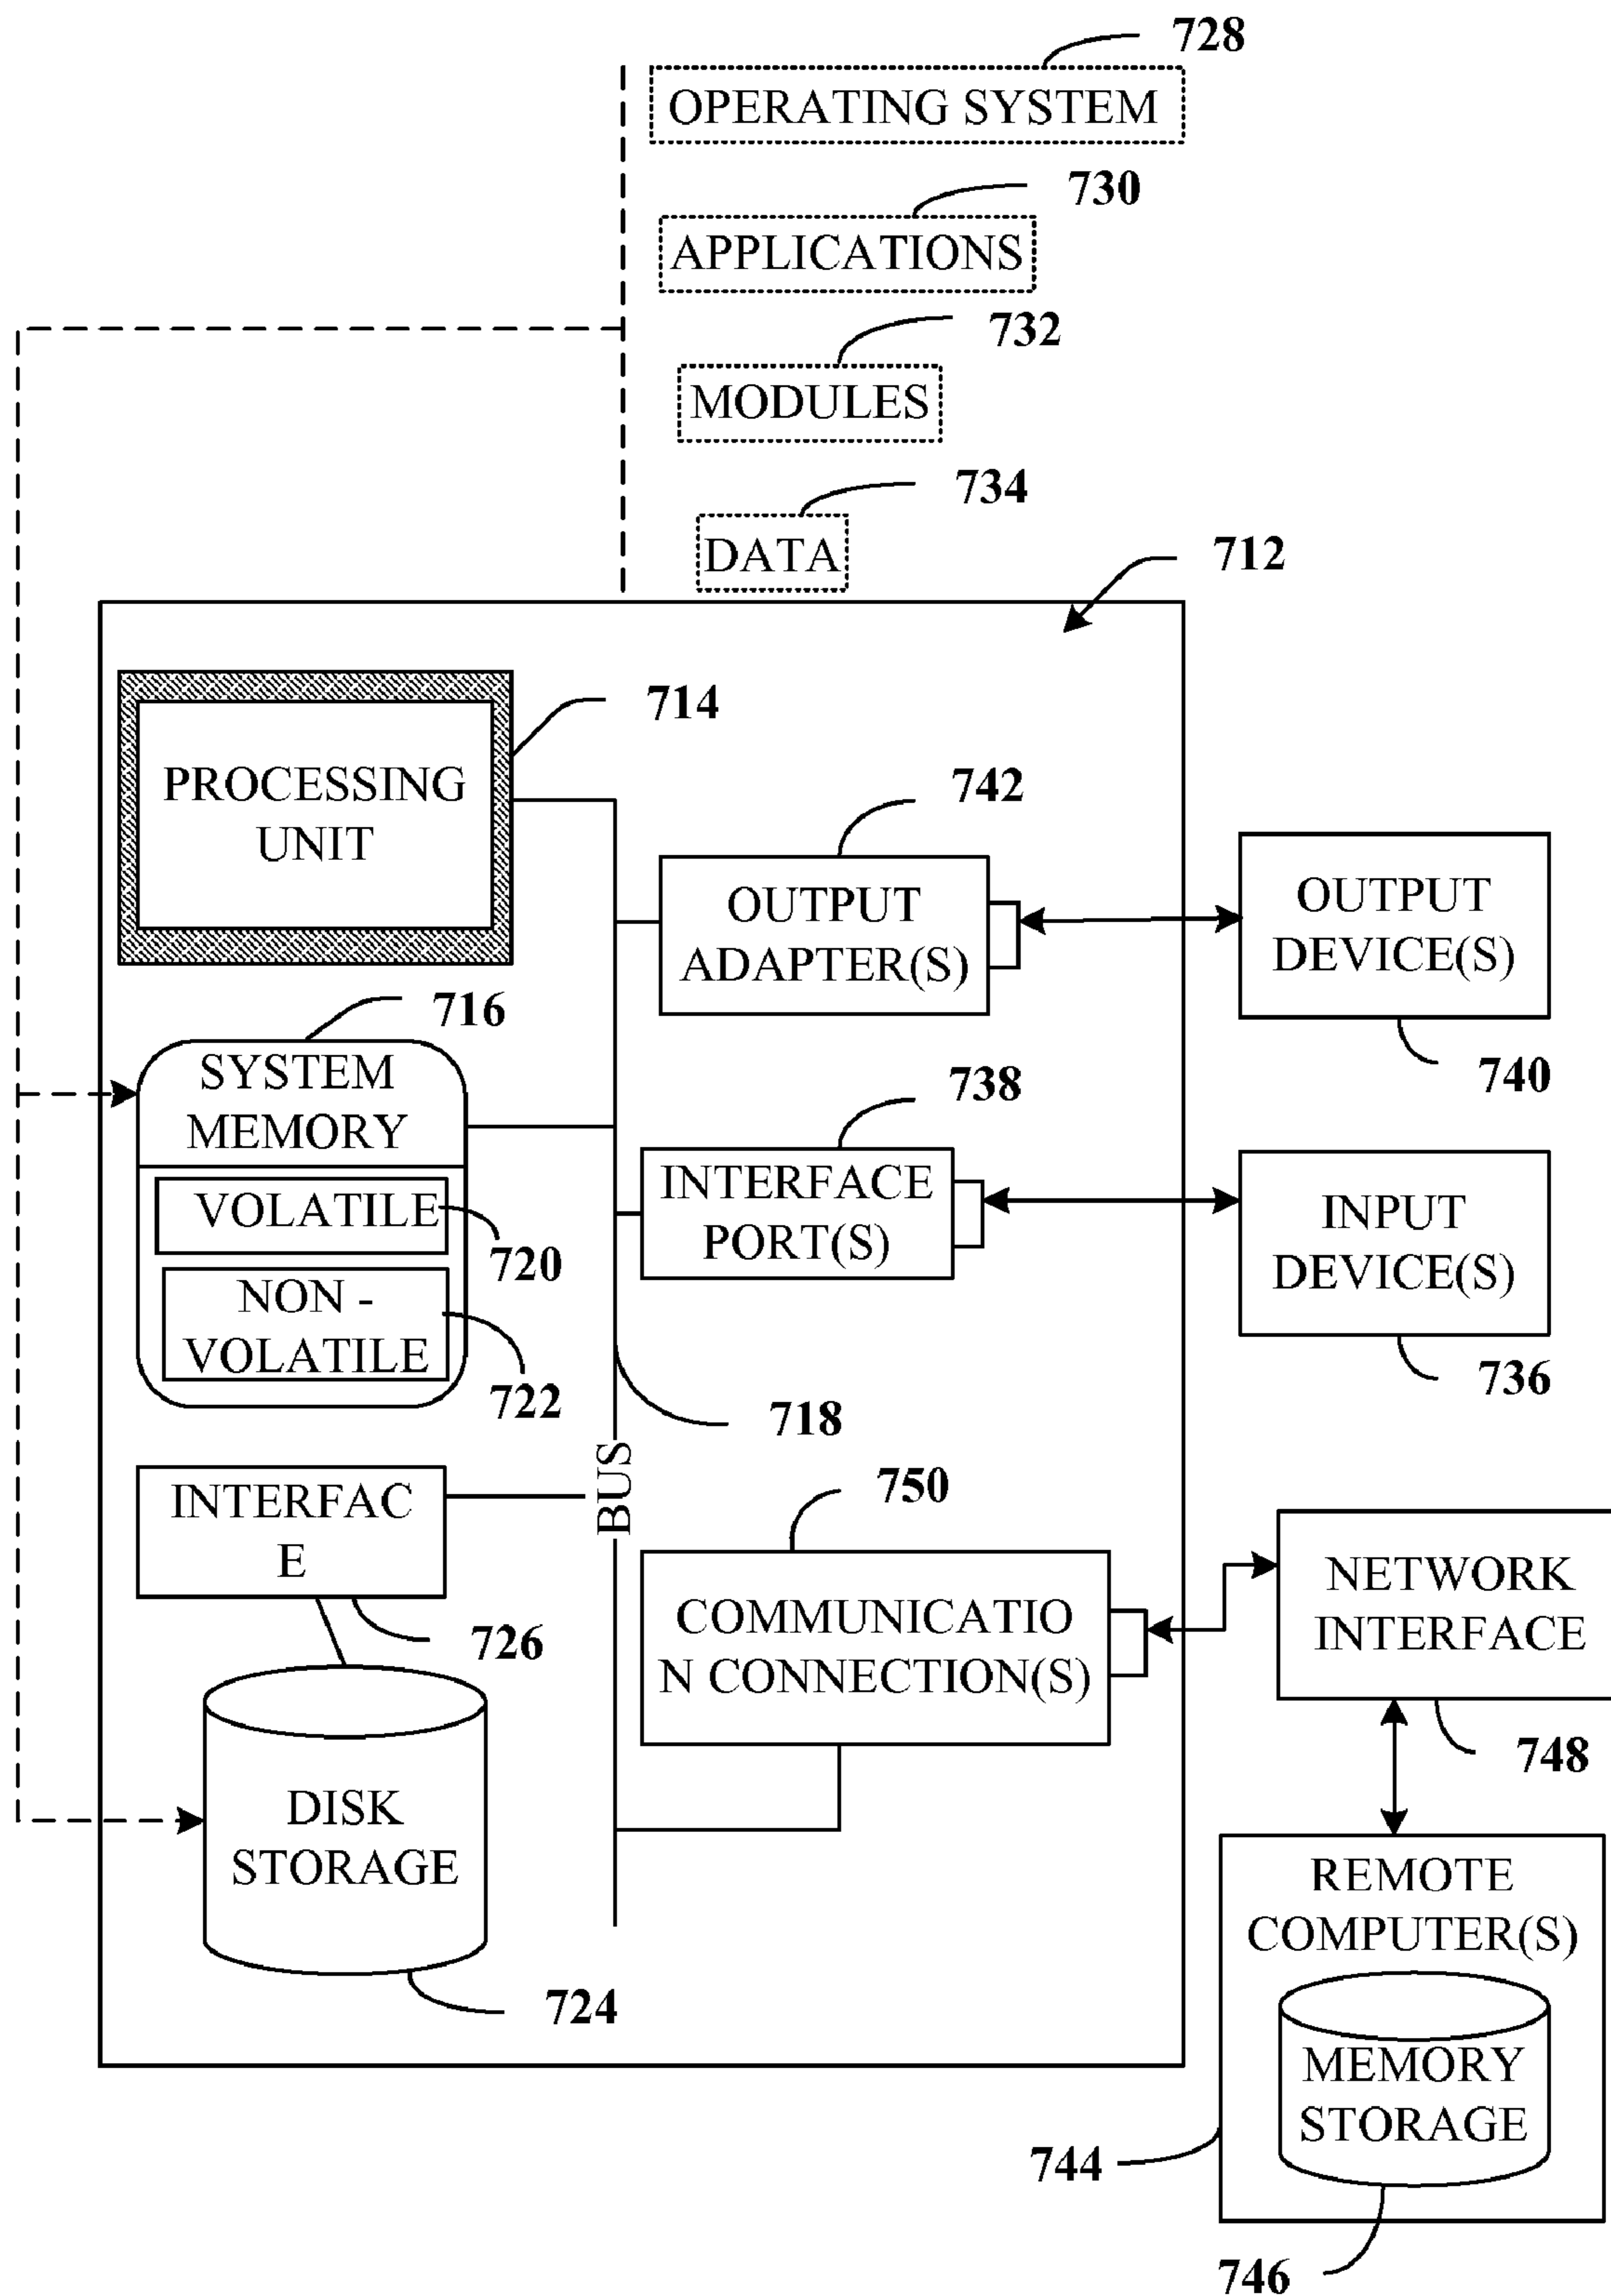 728
OPERATING SYSTEM
730
APPLICATIONS
732
MODULES
734
DATA
712
714
PROCESSING
UNIT
742
OUTPUT
ADAPTER(S)
OUTPUT
DEVICE(S)
740
716
SYSTEM
MEMORY
VOLATILE
720
NON -
VOLATILE
722
738
INTERFACE
PORT(S)
INPUT
DEVICE(S)
736
718
BUS
INTERFAC
E
726
750
COMMUNICATIO
N CONNECTION(S)
NETWORK
INTERFACE
748
DISK
STORAGE
724
REMOTE
COMPUTER(S)
MEMORY
STORAGE
744
746